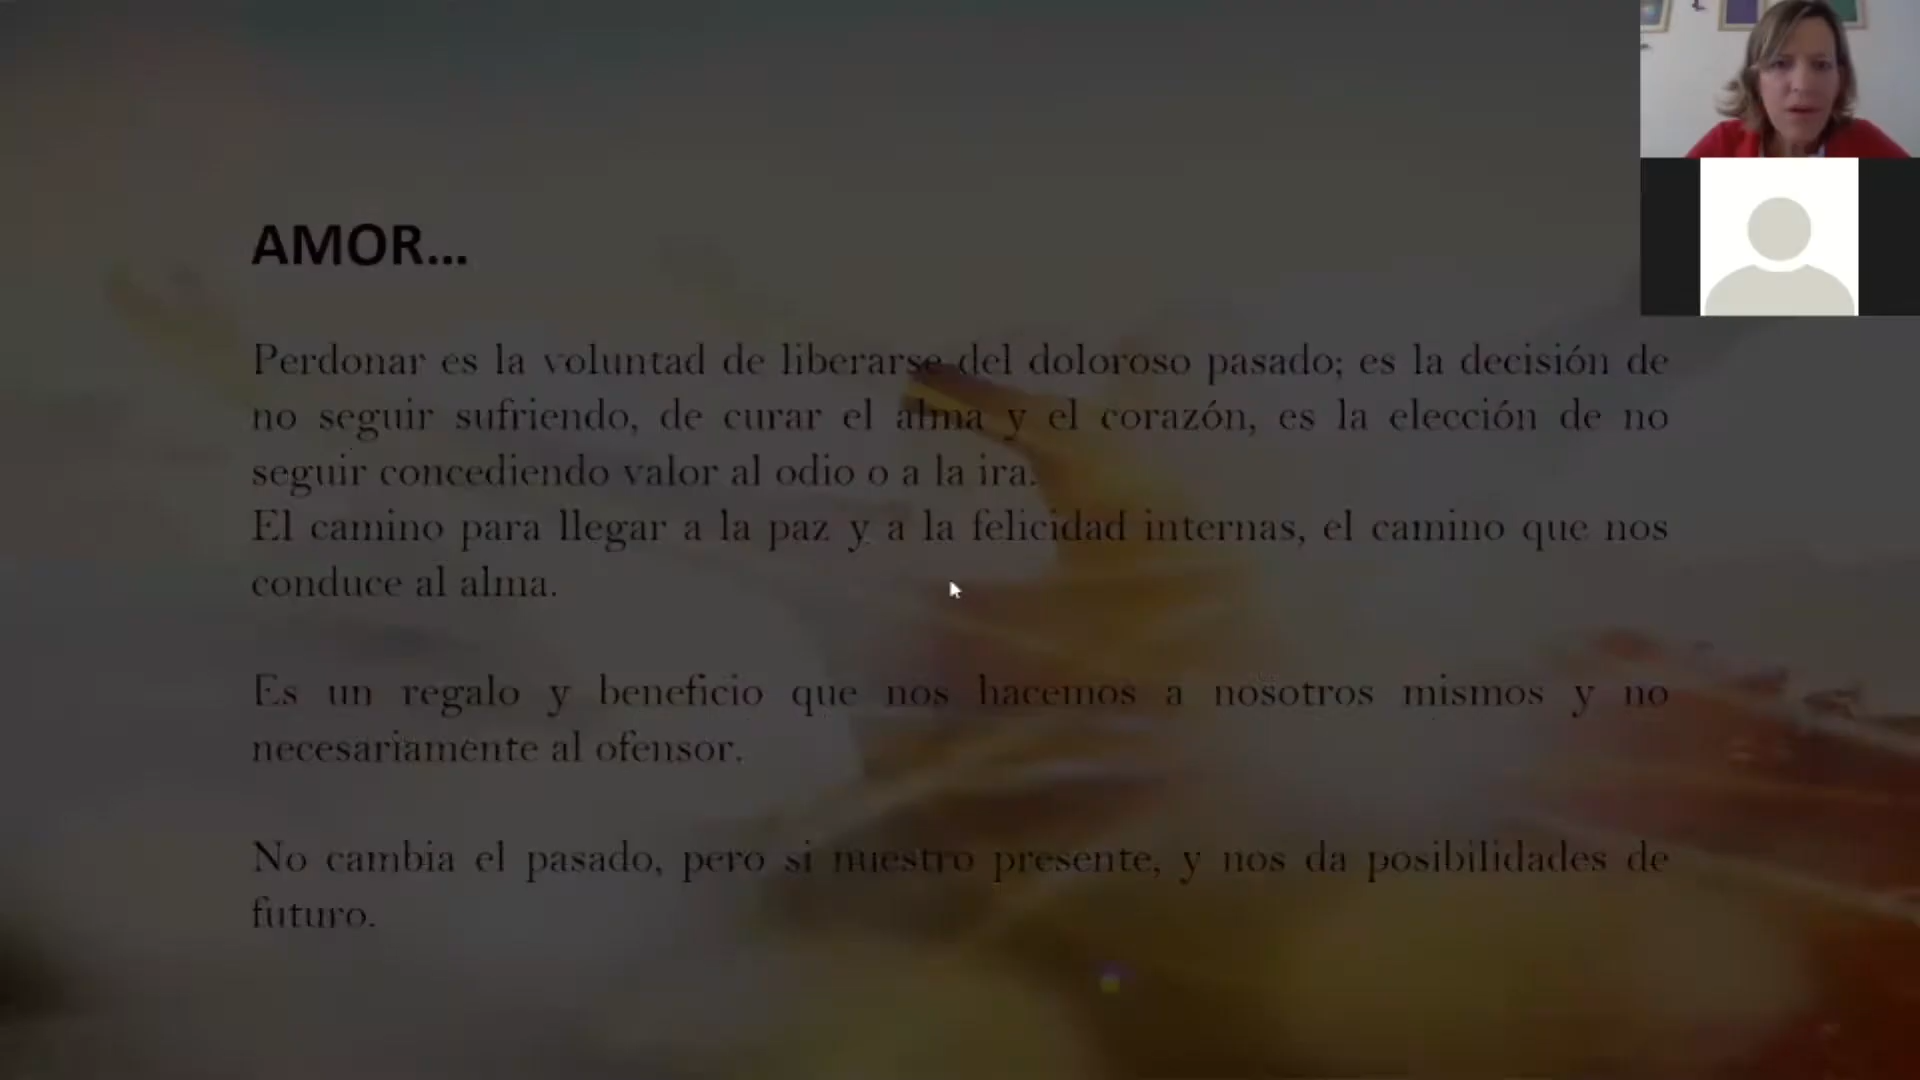 AMOR...
Perdonar es la voluntad de liberarse del doloroso pasado; es la decisión de
no seguir sufriendo, de curar el alma y el corazón, es la elección de no
seguir concediendo valor al odio o a la ira.
El camino para llegar a la paz y a la felicidad internas, el camino que nos
conduce al alma.
Es un regalo y beneficio que nos hacemos a nosotros mismos y no
necesariamente al ofensor.
No cambia el pasado, pero si nuestro presente, y nos da posibilidades de
futuro.